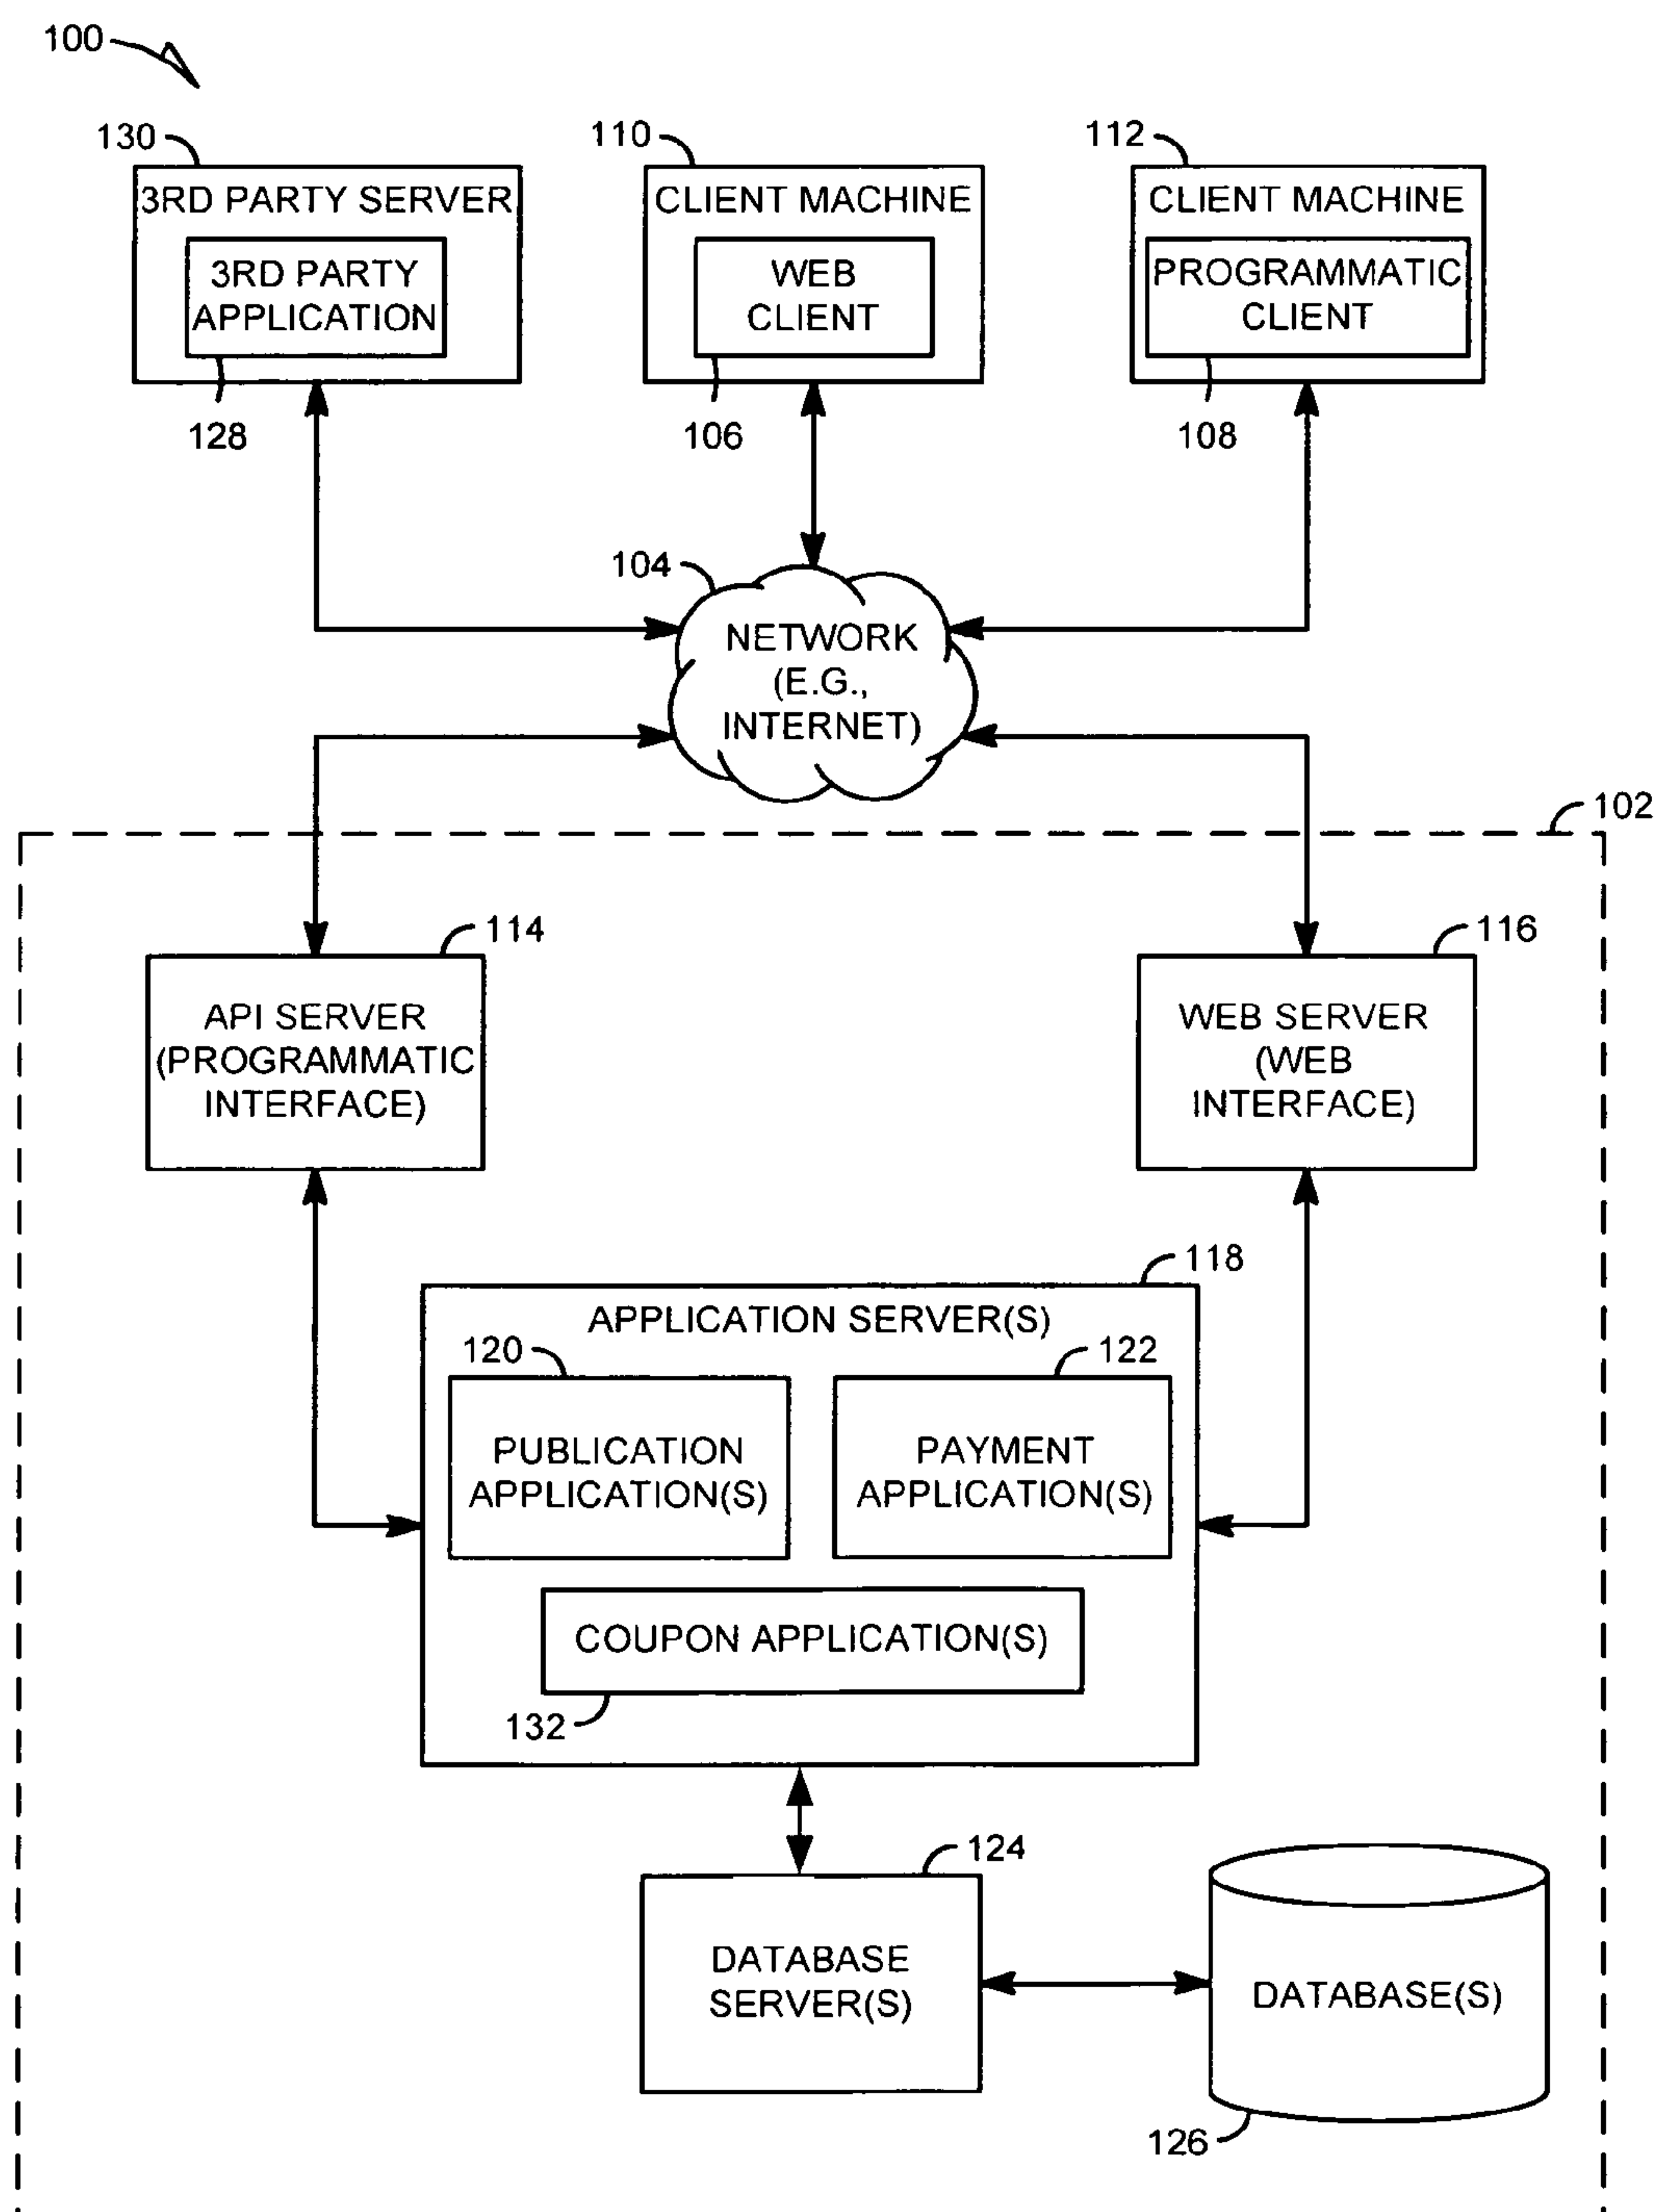 100
130
110
112
3RD PARTY SERVER
CLIENT MACHINE
CLIENT MACHINE
3RD PARTY
APPLICATION
WEB
CLIENT
PROGRAMMATIC
CLIENT
128
106
108
104
NETWORK
(E.G.,
INTERNET)
102
114
116
API SERVER
(PROGRAMMATIC
INTERFACE)
WEB SERVER
(WEB
INTERFACE)
118
APPLICATION SERVER(S)
120
122
PUBLICATION
APPLICATION(S)
PAYMENT
APPLICATION(S)
COUPON APPLICATION(S)
132
124
DATABASE
SERVER(S)
DATABASE(S)
126